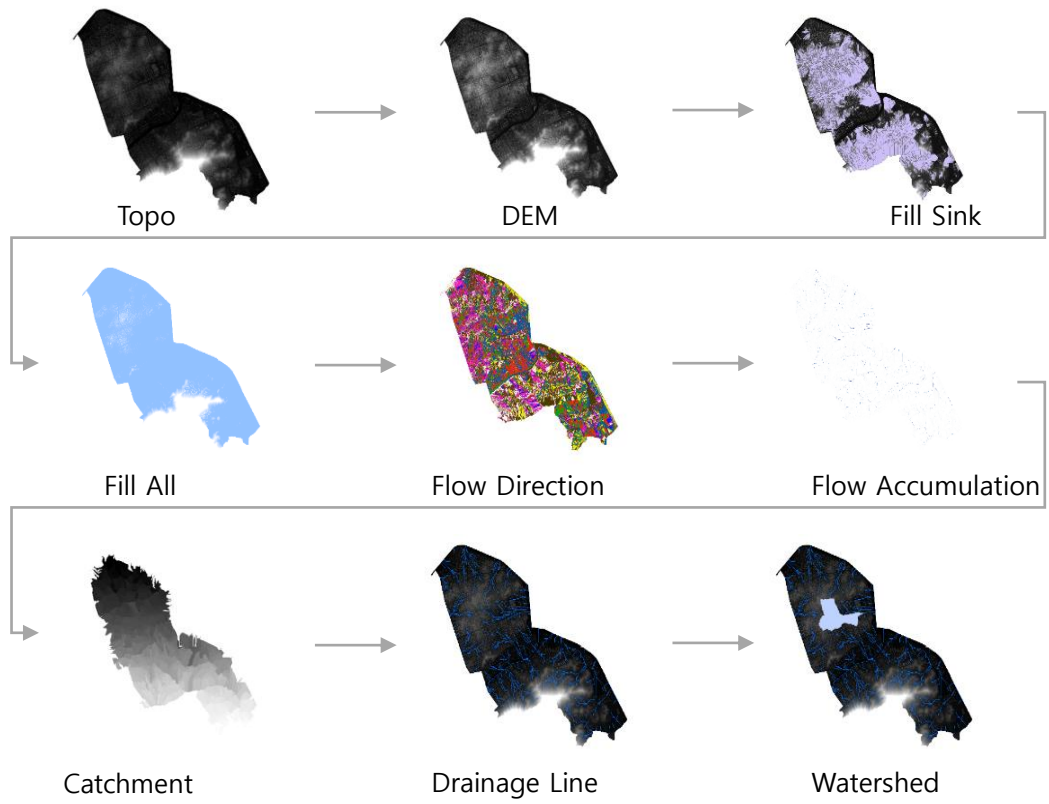 Topo
DEM
Fill Sink
Fill All
Flow Direction
Flow Accumulation
Catchment
Drainage Line
Watershed